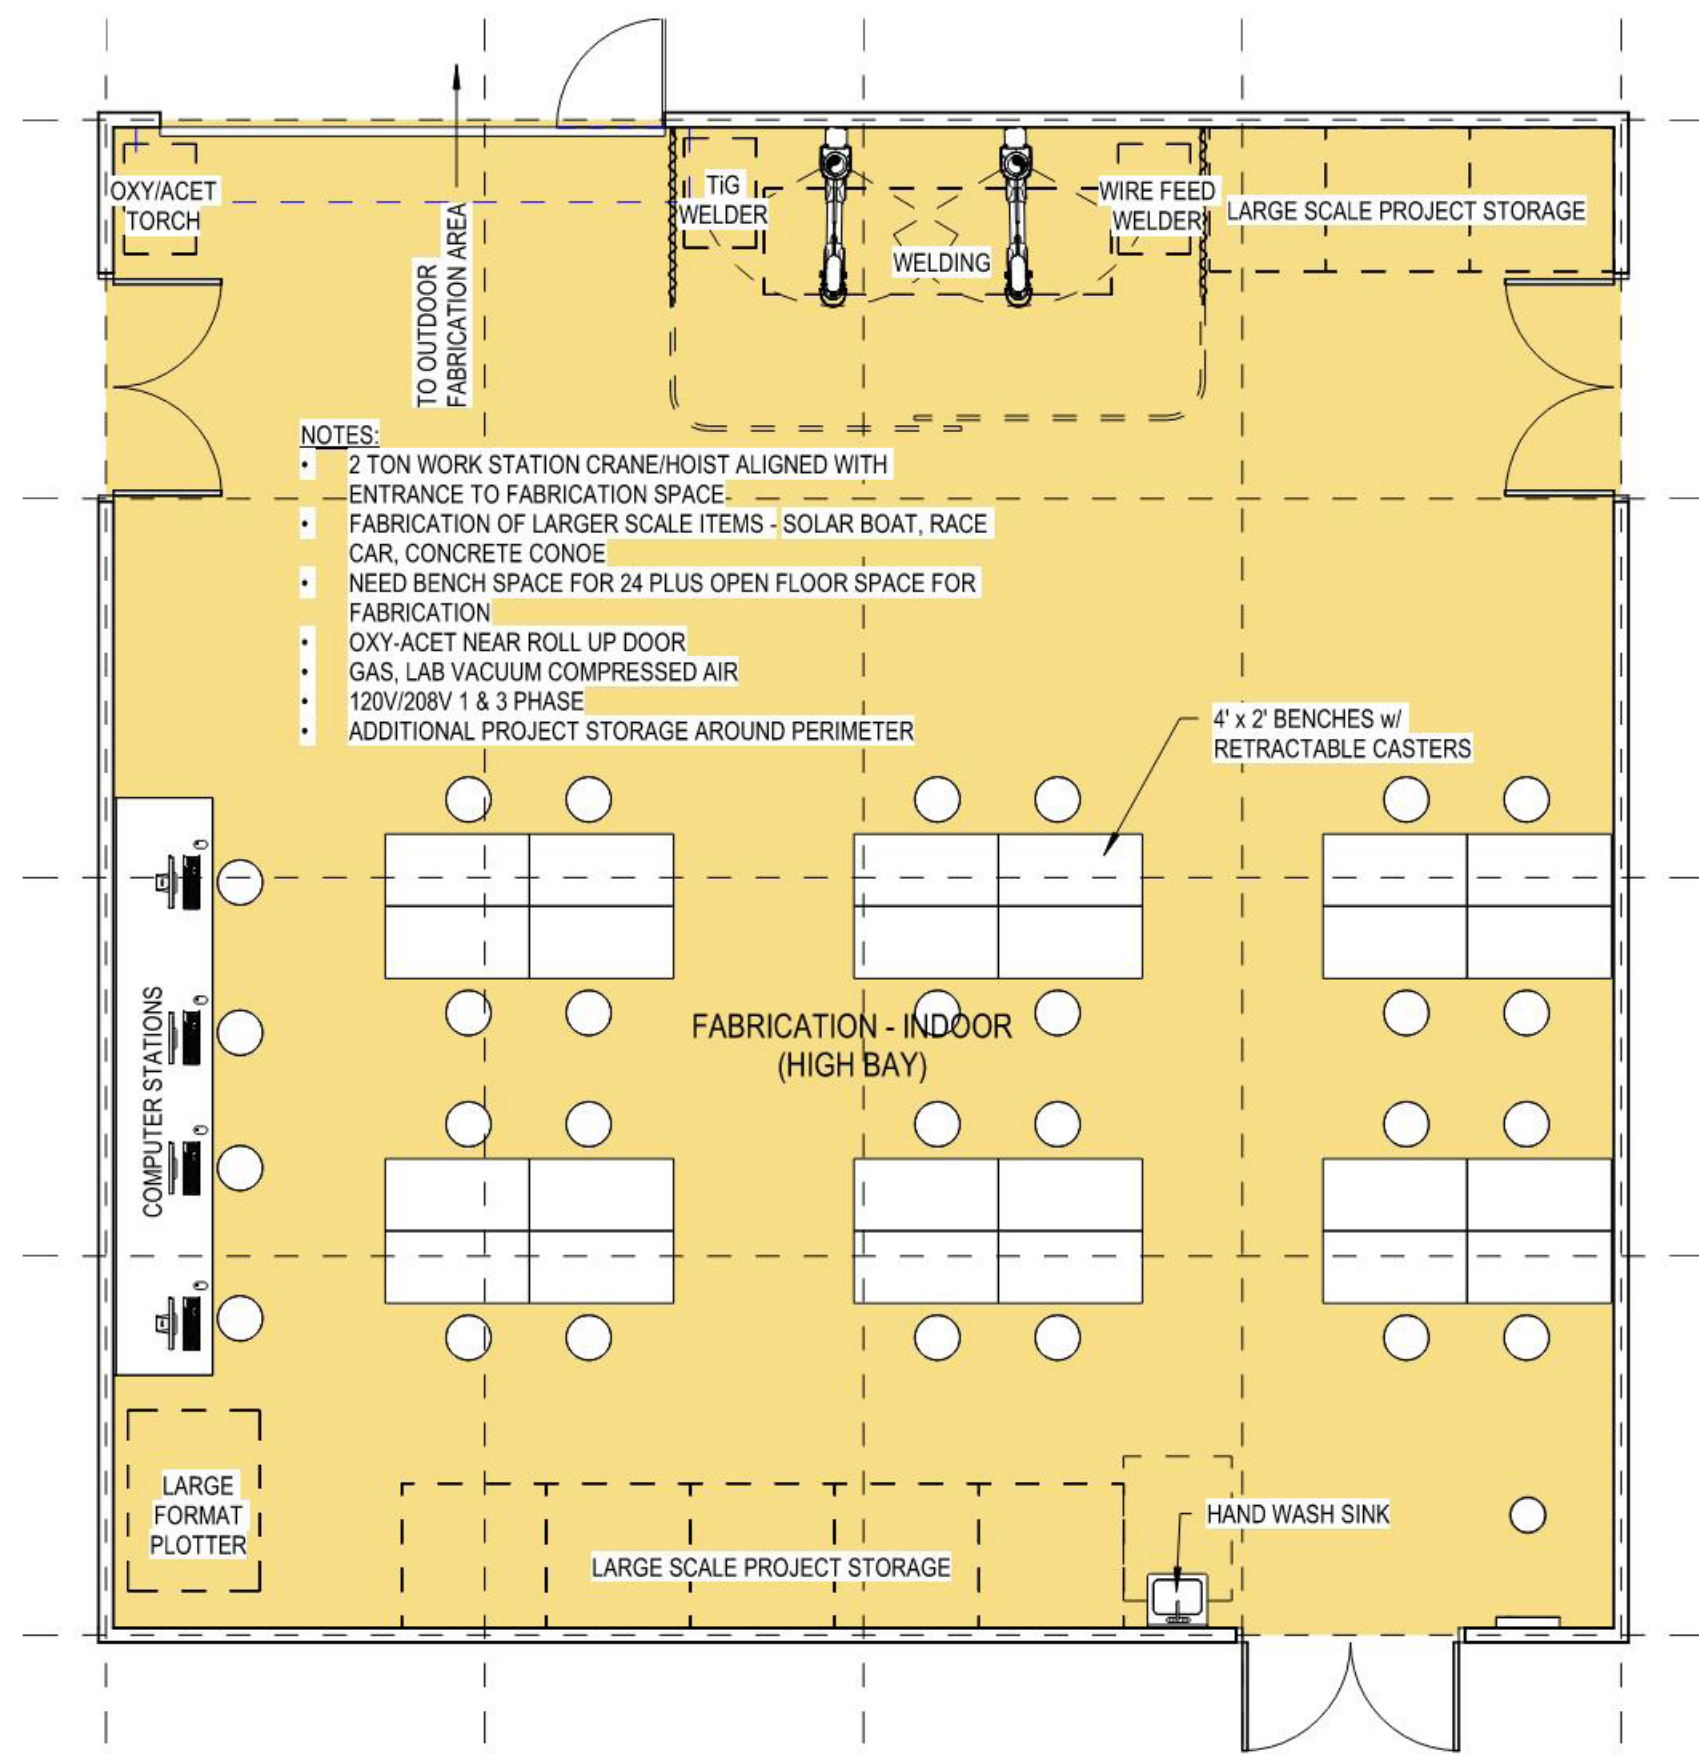 OXY/ACET
TORCH
TO OUTDOOR
FABRICATION AREA
TiG
WELDER
WELDING
WIRE FEED
WELDER
LARGE SCALE PROJECT STORAGE
NOTES:
• 2 TON WORK STATION CRANE/HOIST ALIGNED WITH
ENTRANCE TO FABRICATION SPACE
• FABRICATION OF LARGER SCALE ITEMS - SOLAR BOAT, RACE
CAR, CONCRETE CONOE
• NEED BENCH SPACE FOR 24 PLUS OPEN FLOOR SPACE FOR
FABRICATION
• OXY-ACET NEAR ROLL UP DOOR
• GAS, LAB VACUUM COMPRESSED AIR
• 120V/208V 1 & 3 PHASE
• ADDITIONAL PROJECT STORAGE AROUND PERIMETER
4' x 2' BENCHES w/
RETRACTABLE CASTERS
COMPUTER STATIONS
FABRICATION - INDOOR
(HIGH BAY)
LARGE
FORMAT
PLOTTER
LARGE SCALE PROJECT STORAGE
HAND WASH SINK